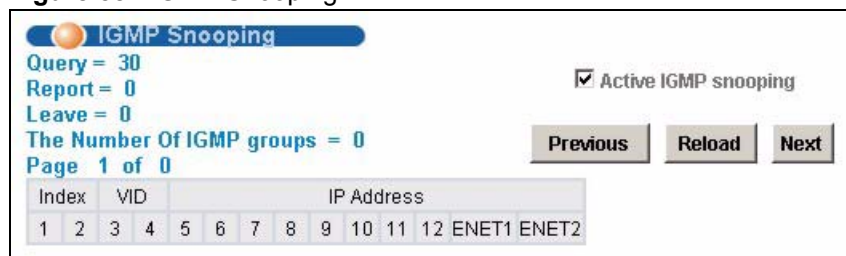 IGMP Snooping
Query = 30
Report = 0
Leave = 0
The Number Of IGMP groups = 0
Page 1 of 0
Active IGMP snooping
Previous Reload Next
Index VID IP Address
1 2 3 4 5 6 7 8 9 10 11 12 ENET1 ENET2